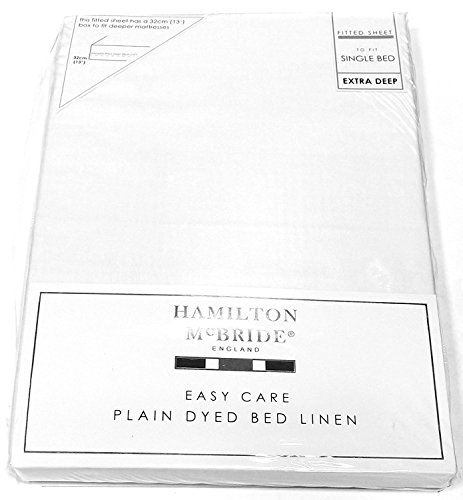 this fitted sheet has a 32cm (13")
box to fit deeper mattresses
32cm
(13")
FITTED SHEET
TO FIT
SINGLE BED
EXTRA DEEP
HAMILTON
McBRIDE®
ENGLAND
EASY CARE
PLAIN DYED BED LINEN